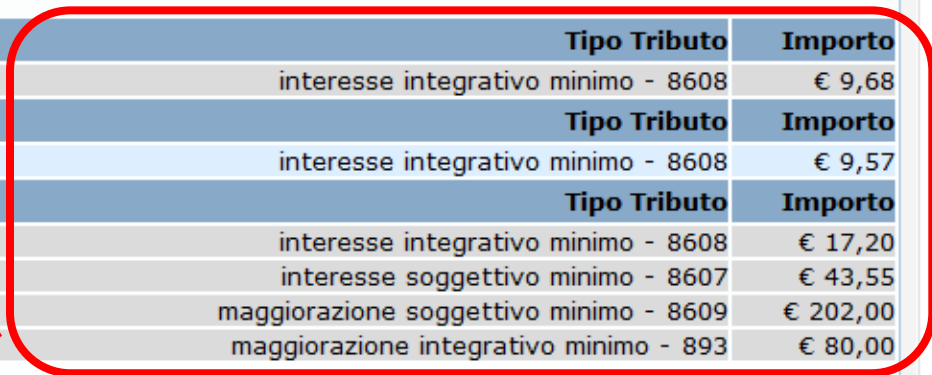 Tipo Tributo Importo
interesse integrativo minimo - 8608 € 9,68
Tipo Tributo Importo
interesse integrativo minimo - 8608 € 9,57
Tipo Tributo Importo
interesse integrativo minimo - 8608 € 17,20
interesse soggettivo minimo - 8607 € 43,55
maggiorazione soggettivo minimo - 8609 € 202,00
maggiorazione integrativo minimo - 893 € 80,00